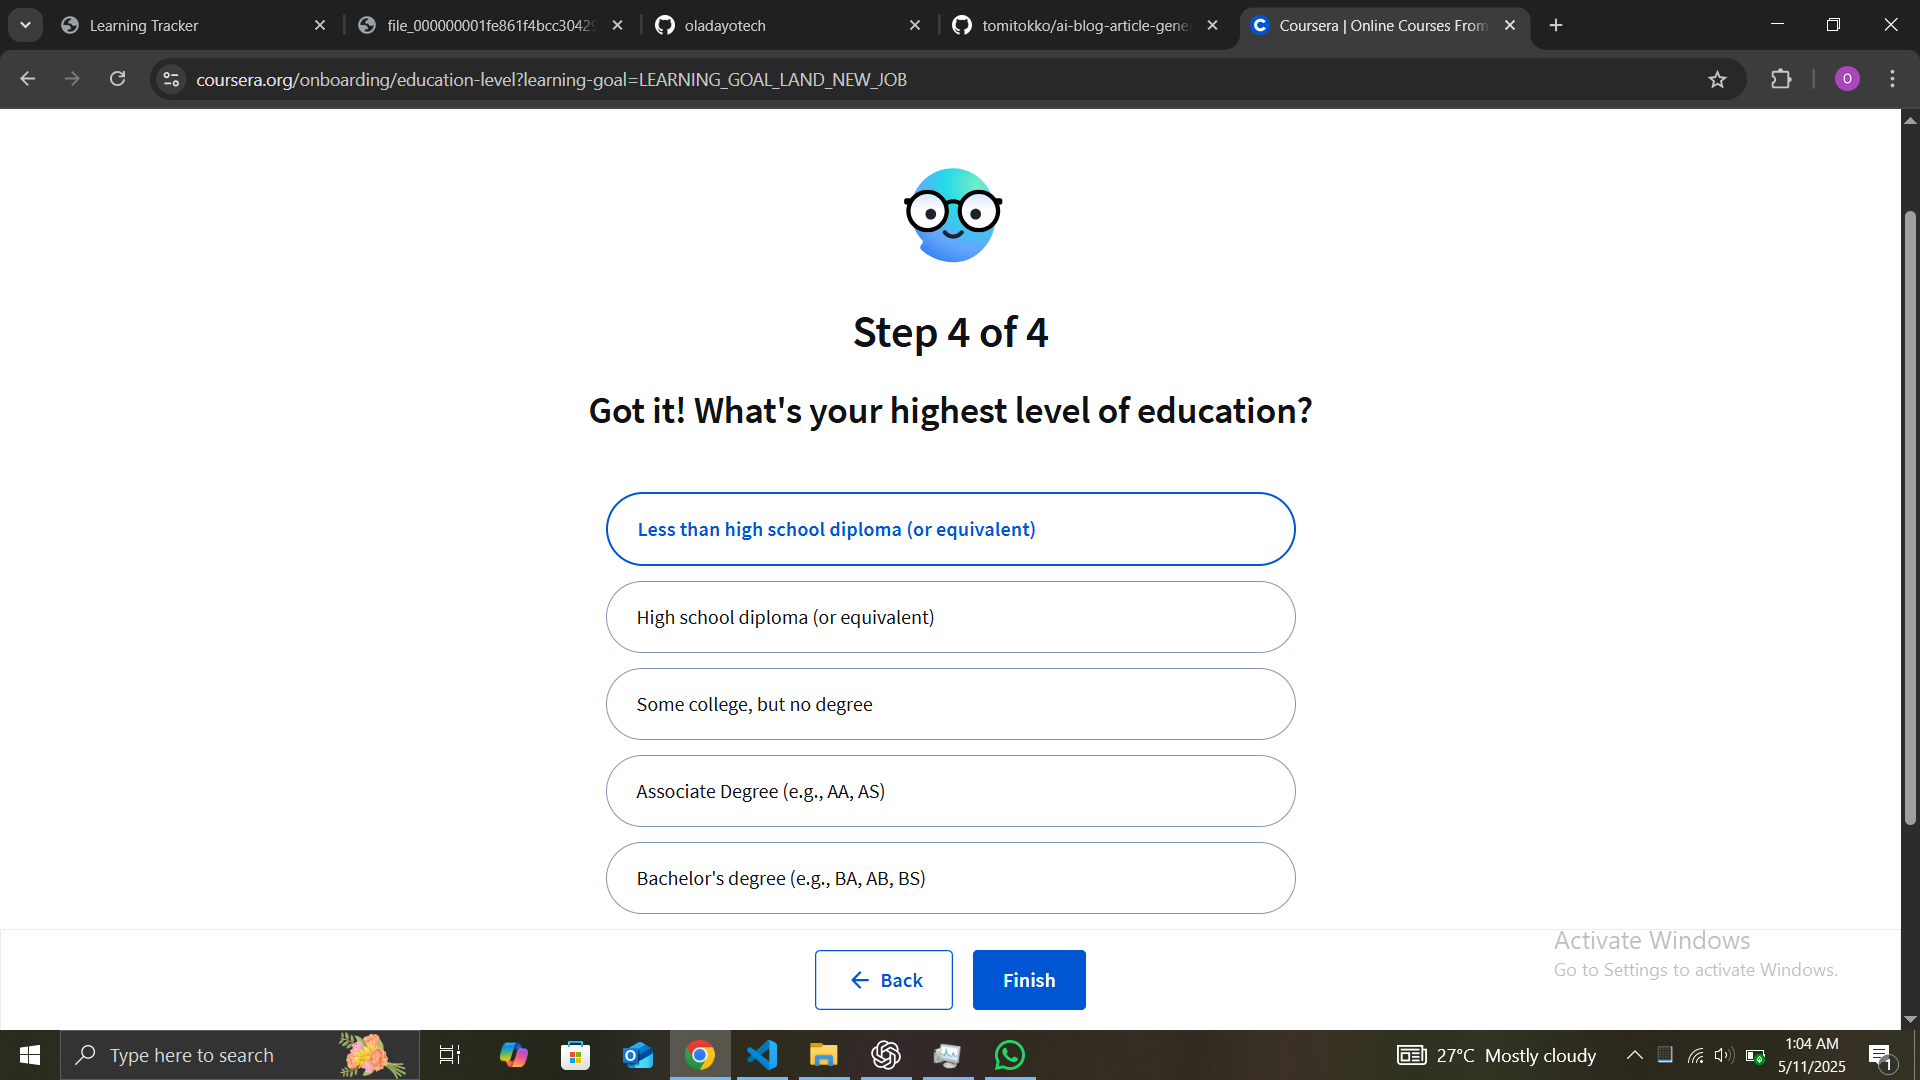 Learning Tracker
file_000000001fe861f4bcc30429
oladayotech
tomitokko/ai-blog-article-gene
Coursera | Online Courses From
coursera.org/onboarding/education-level?learning-goal=LEARNING_GOAL_LAND_NEW_JOB
O
Step 4 of 4
Got it! What's your highest level of education?
Less than high school diploma (or equivalent)
High school diploma (or equivalent)
Some college, but no degree
Associate Degree (e.g., AA, AS)
Bachelor's degree (e.g., BA, AB, BS)
Back
Finish
Activate Windows
Go to Settings to activate Windows.
Type here to search
27°C Mostly cloudy
1:04 AM
5/11/2025
1